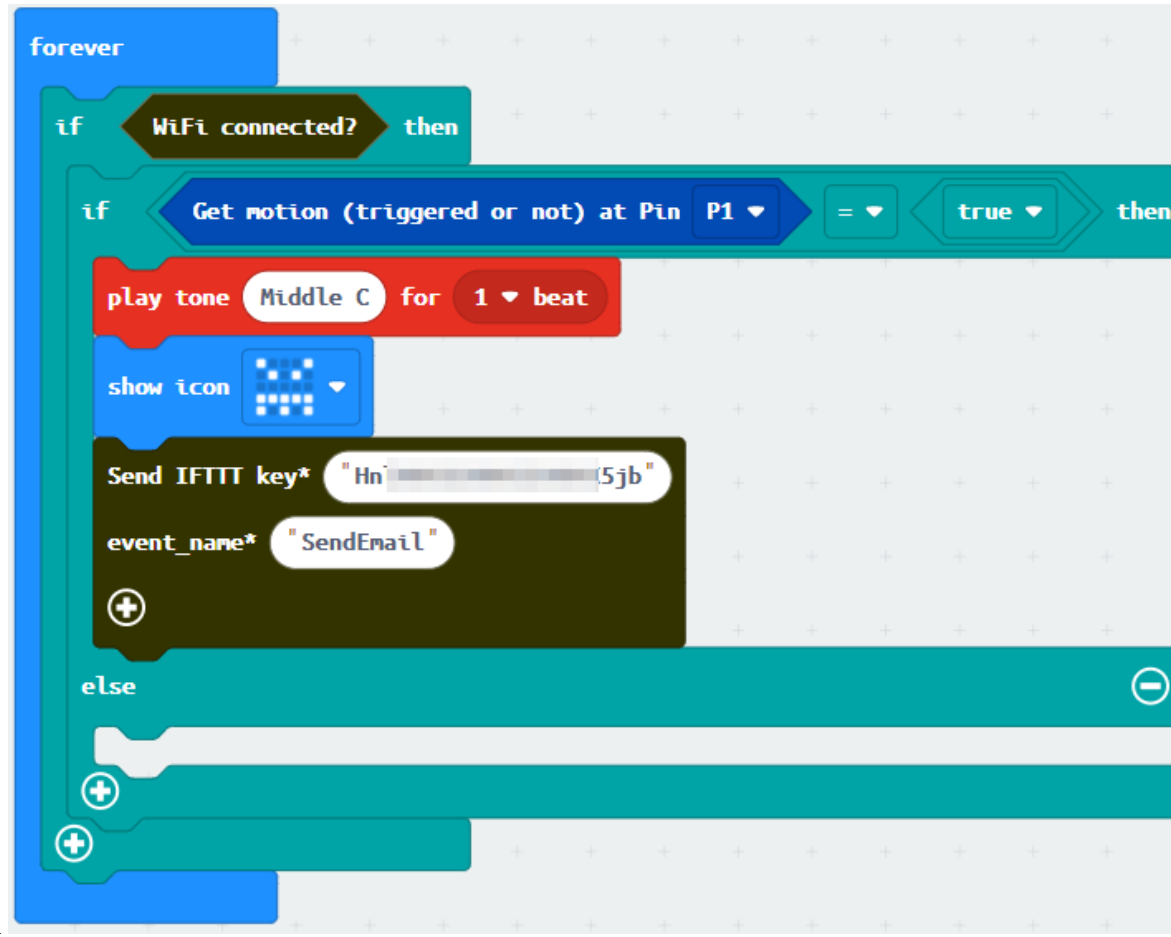 forever
if WiFi connected? then
if Get motion (triggered or not) at Pin P1 = true then
play tone Middle C for 1 beat
show icon
Send IFTTT key* "Hn 5jb"
event_name* "SendEmail"
else